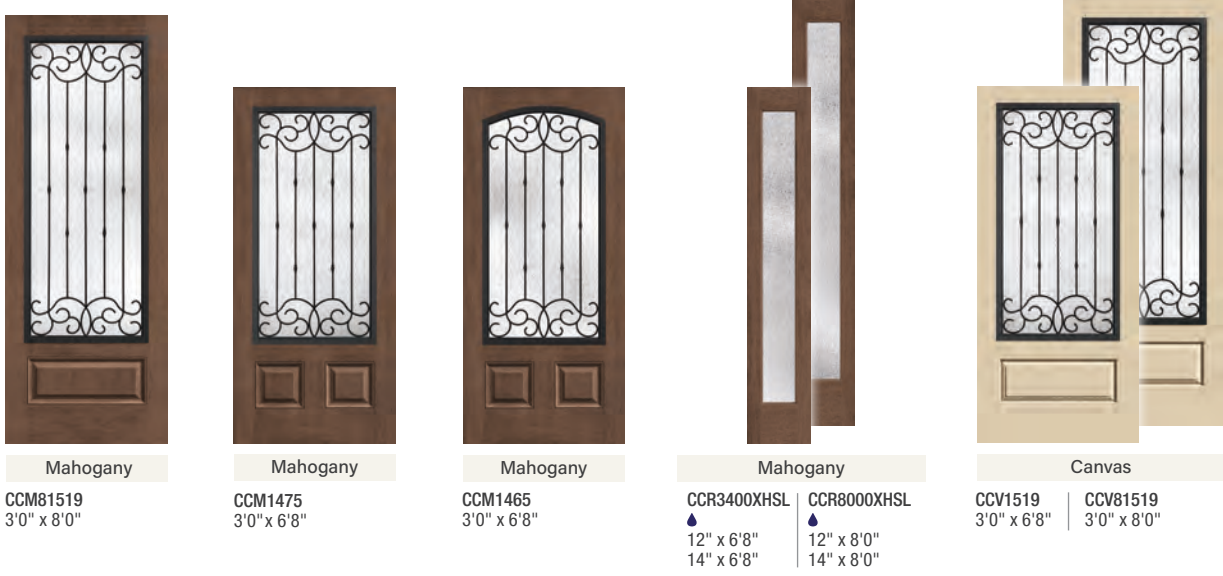 Mahogany
CCM81519
3'0" x 8'0"
Mahogany
CCM1475
3'0"x 6'8"
Mahogany
CCM1465
3'0" x 6'8"
Mahogany
CCR3400XHSL
12" x 6'8"
14" x 6'8"
CCR8000XHSL
12" x 8'0"
14" x 8'0"
Canvas
CCV1519
3'0" x 6'8"
CCV81519
3'0" x 8'0"